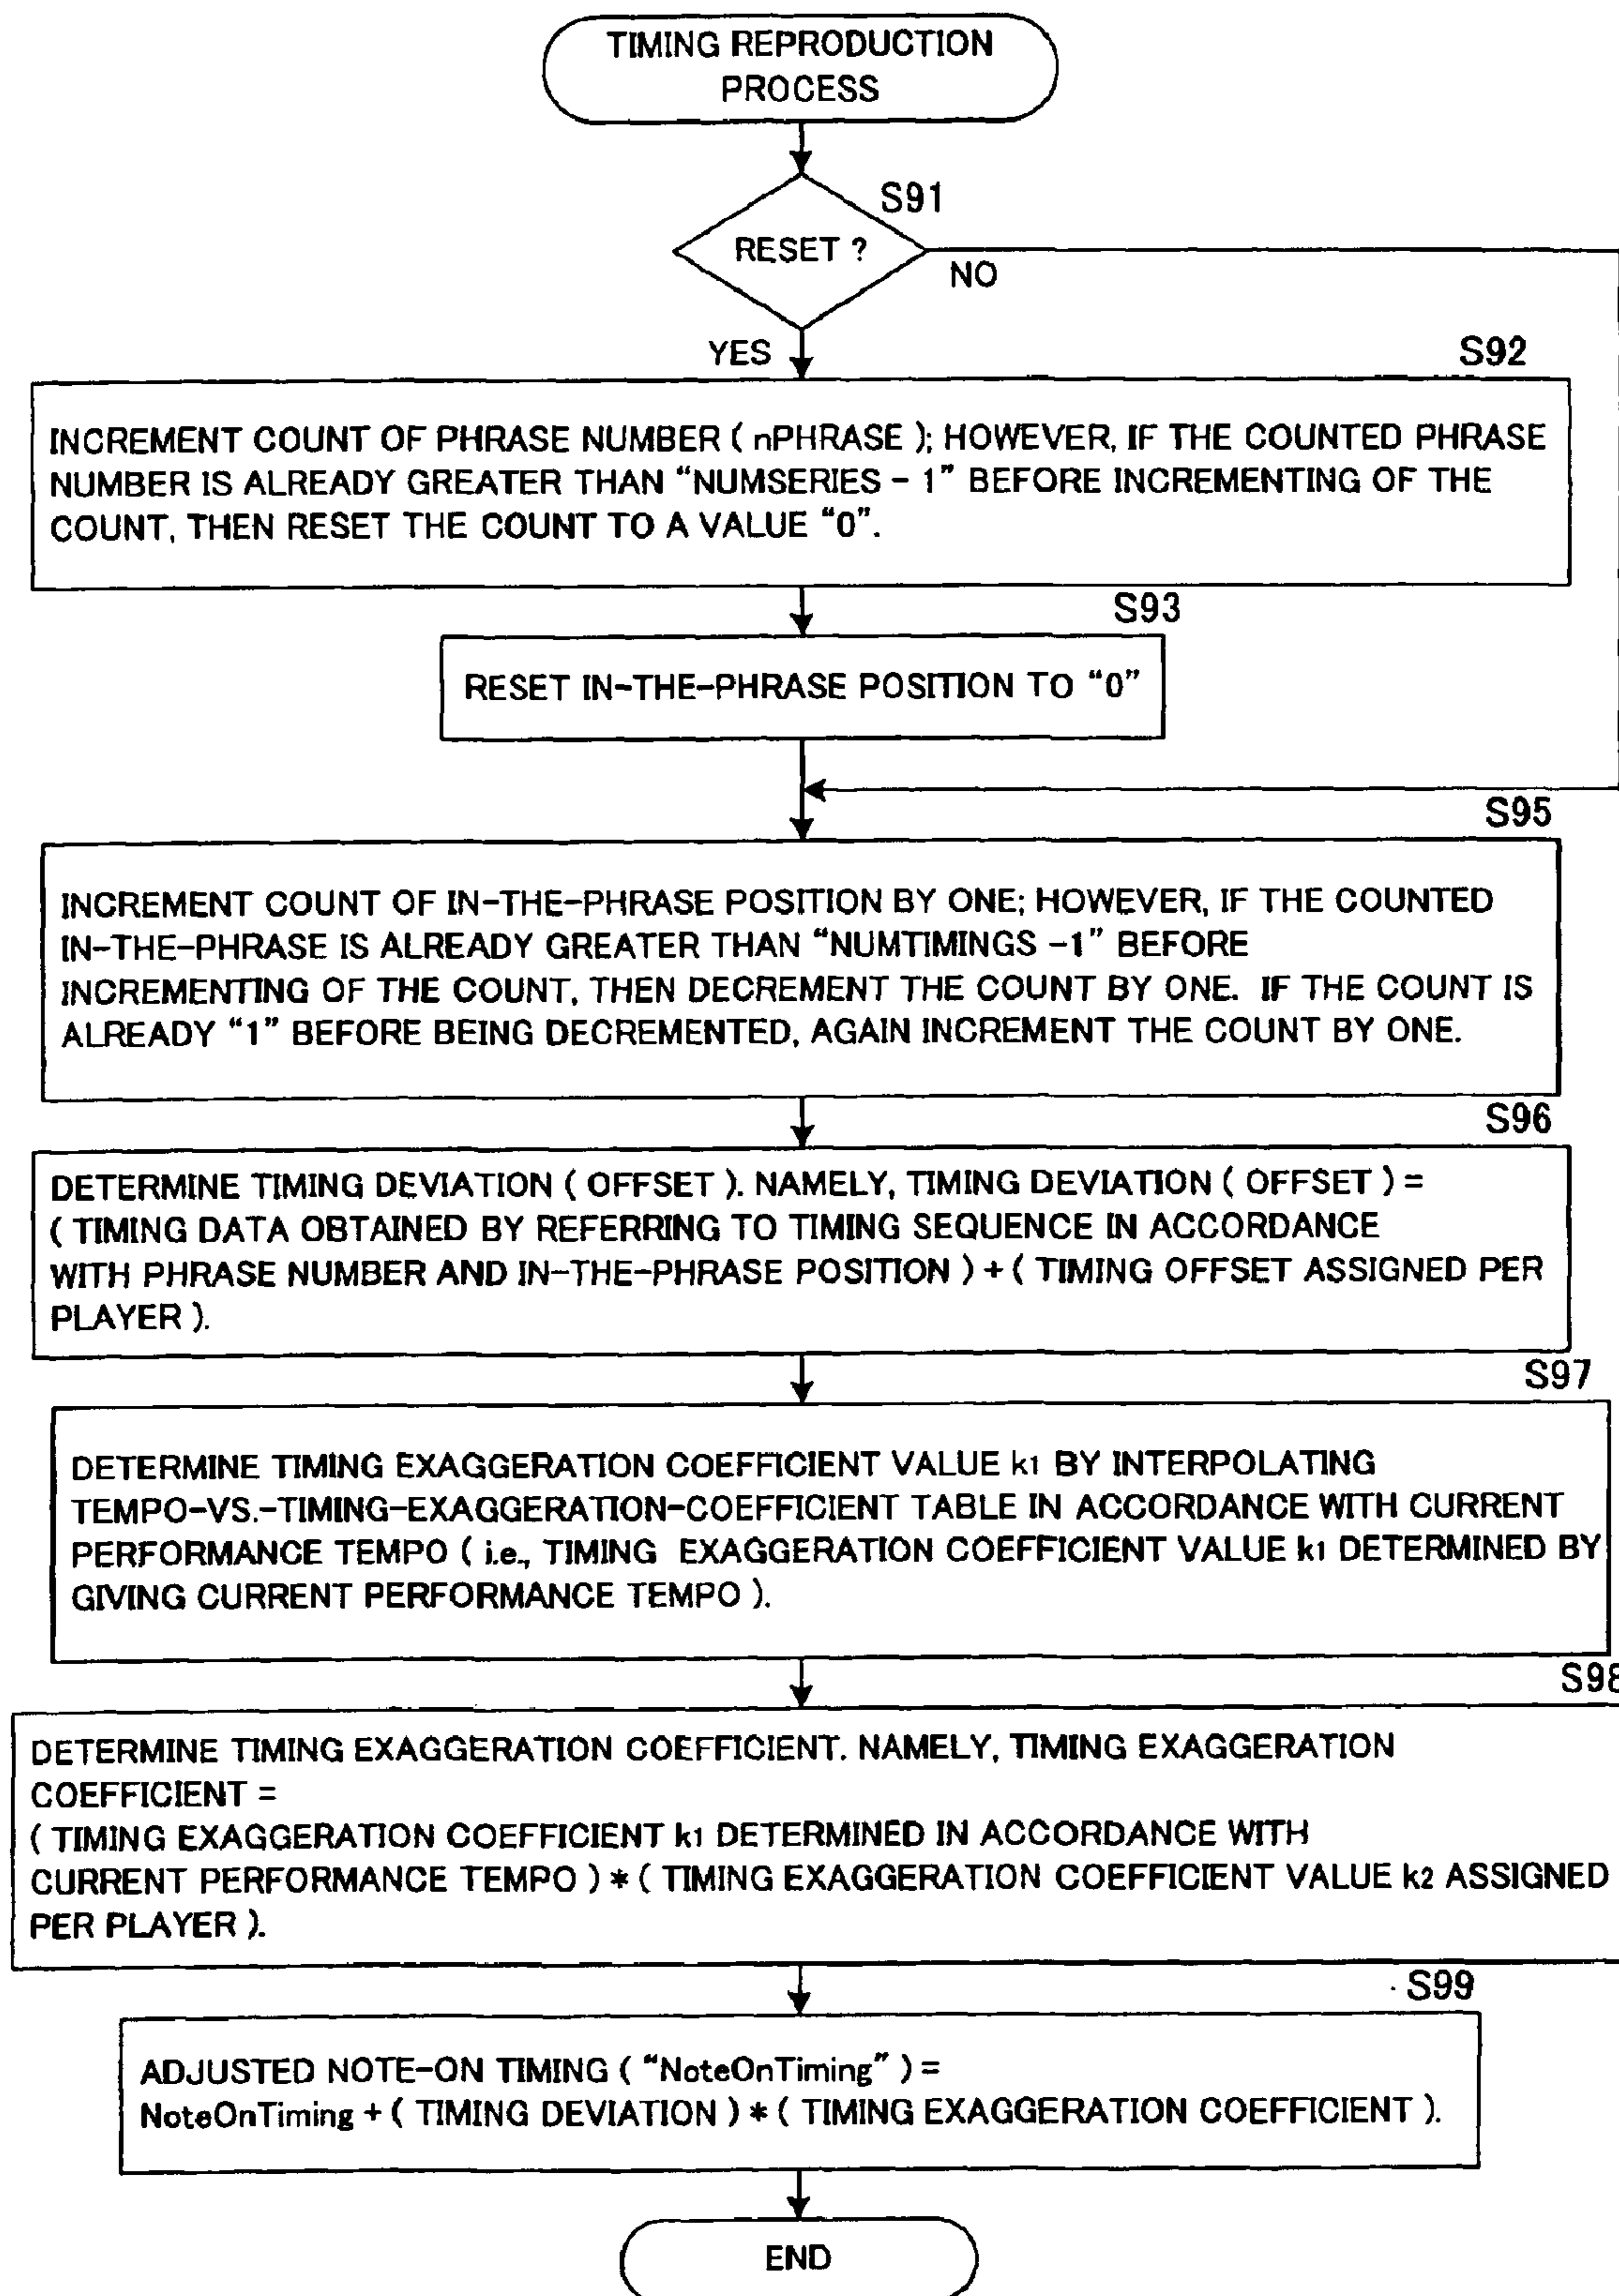 TIMING REPRODUCTION
PROCESS
S91
RESET ?
NO
YES
S92
INCREMENT COUNT OF PHRASE NUMBER ( nPHRASE ); HOWEVER, IF THE COUNTED PHRASE
NUMBER IS ALREADY GREATER THAN “NUMSERIES - 1” BEFORE INCREMENTING OF THE
COUNT, THEN RESET THE COUNT TO A VALUE “0”.
S93
RESET IN-THE-PHRASE POSITION TO “0”
S95
INCREMENT COUNT OF IN-THE-PHRASE POSITION BY ONE; HOWEVER, IF THE COUNTED
IN-THE-PHRASE IS ALREADY GREATER THAN “NUMTIMINGS -1” BEFORE
INCREMENTING OF THE COUNT, THEN DECREMENT THE COUNT BY ONE. IF THE COUNT IS
ALREADY “1” BEFORE BEING DECREMENTED, AGAIN INCREMENT THE COUNT BY ONE.
S96
DETERMINE TIMING DEVIATION ( OFFSET ). NAMELY, TIMING DEVIATION ( OFFSET ) =
( TIMING DATA OBTAINED BY REFERRING TO TIMING SEQUENCE IN ACCORDANCE
WITH PHRASE NUMBER AND IN-THE-PHRASE POSITION ) + ( TIMING OFFSET ASSIGNED PER
PLAYER ).
S97
DETERMINE TIMING EXAGGERATION COEFFICIENT VALUE k1 BY INTERPOLATING
TEMPO-VS.-TIMING-EXAGGERATION-COEFFICIENT TABLE IN ACCORDANCE WITH CURRENT
PERFORMANCE TEMPO ( i.e., TIMING EXAGGERATION COEFFICIENT VALUE k1 DETERMINED BY
GIVING CURRENT PERFORMANCE TEMPO ).
S98
DETERMINE TIMING EXAGGERATION COEFFICIENT. NAMELY, TIMING EXAGGERATION
COEFFICIENT =
( TIMING EXAGGERATION COEFFICIENT k1 DETERMINED IN ACCORDANCE WITH
CURRENT PERFORMANCE TEMPO ) * ( TIMING EXAGGERATION COEFFICIENT VALUE k2 ASSIGNED
PER PLAYER ).
S99
ADJUSTED NOTE-ON TIMING ( “NoteOnTiming” ) =
NoteOnTiming + ( TIMING DEVIATION ) * ( TIMING EXAGGERATION COEFFICIENT ).
END